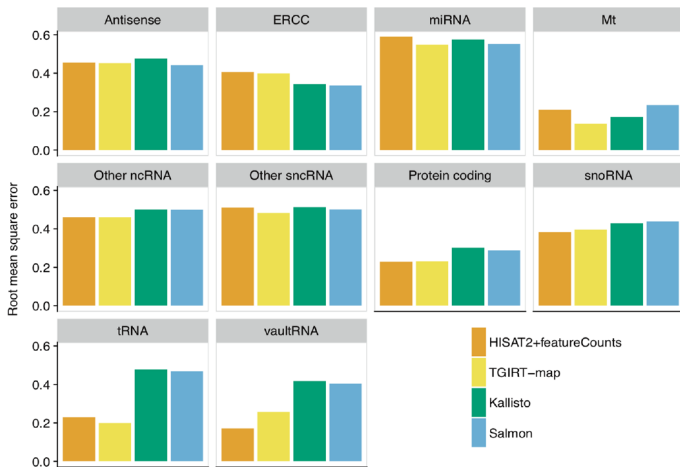 Antisense
ERCC
miRNA
Mt
0.6
0.4
0.2
0.0
Other ncRNA
Other sncRNA
Protein coding
snoRNA
0.6
0.4
0.2
0.0
Root mean square error
tRNA
vaultRNA
0.6
0.4
0.2
0.0
HISAT2+featureCounts
TGIRT-map
Kallisto
Salmon